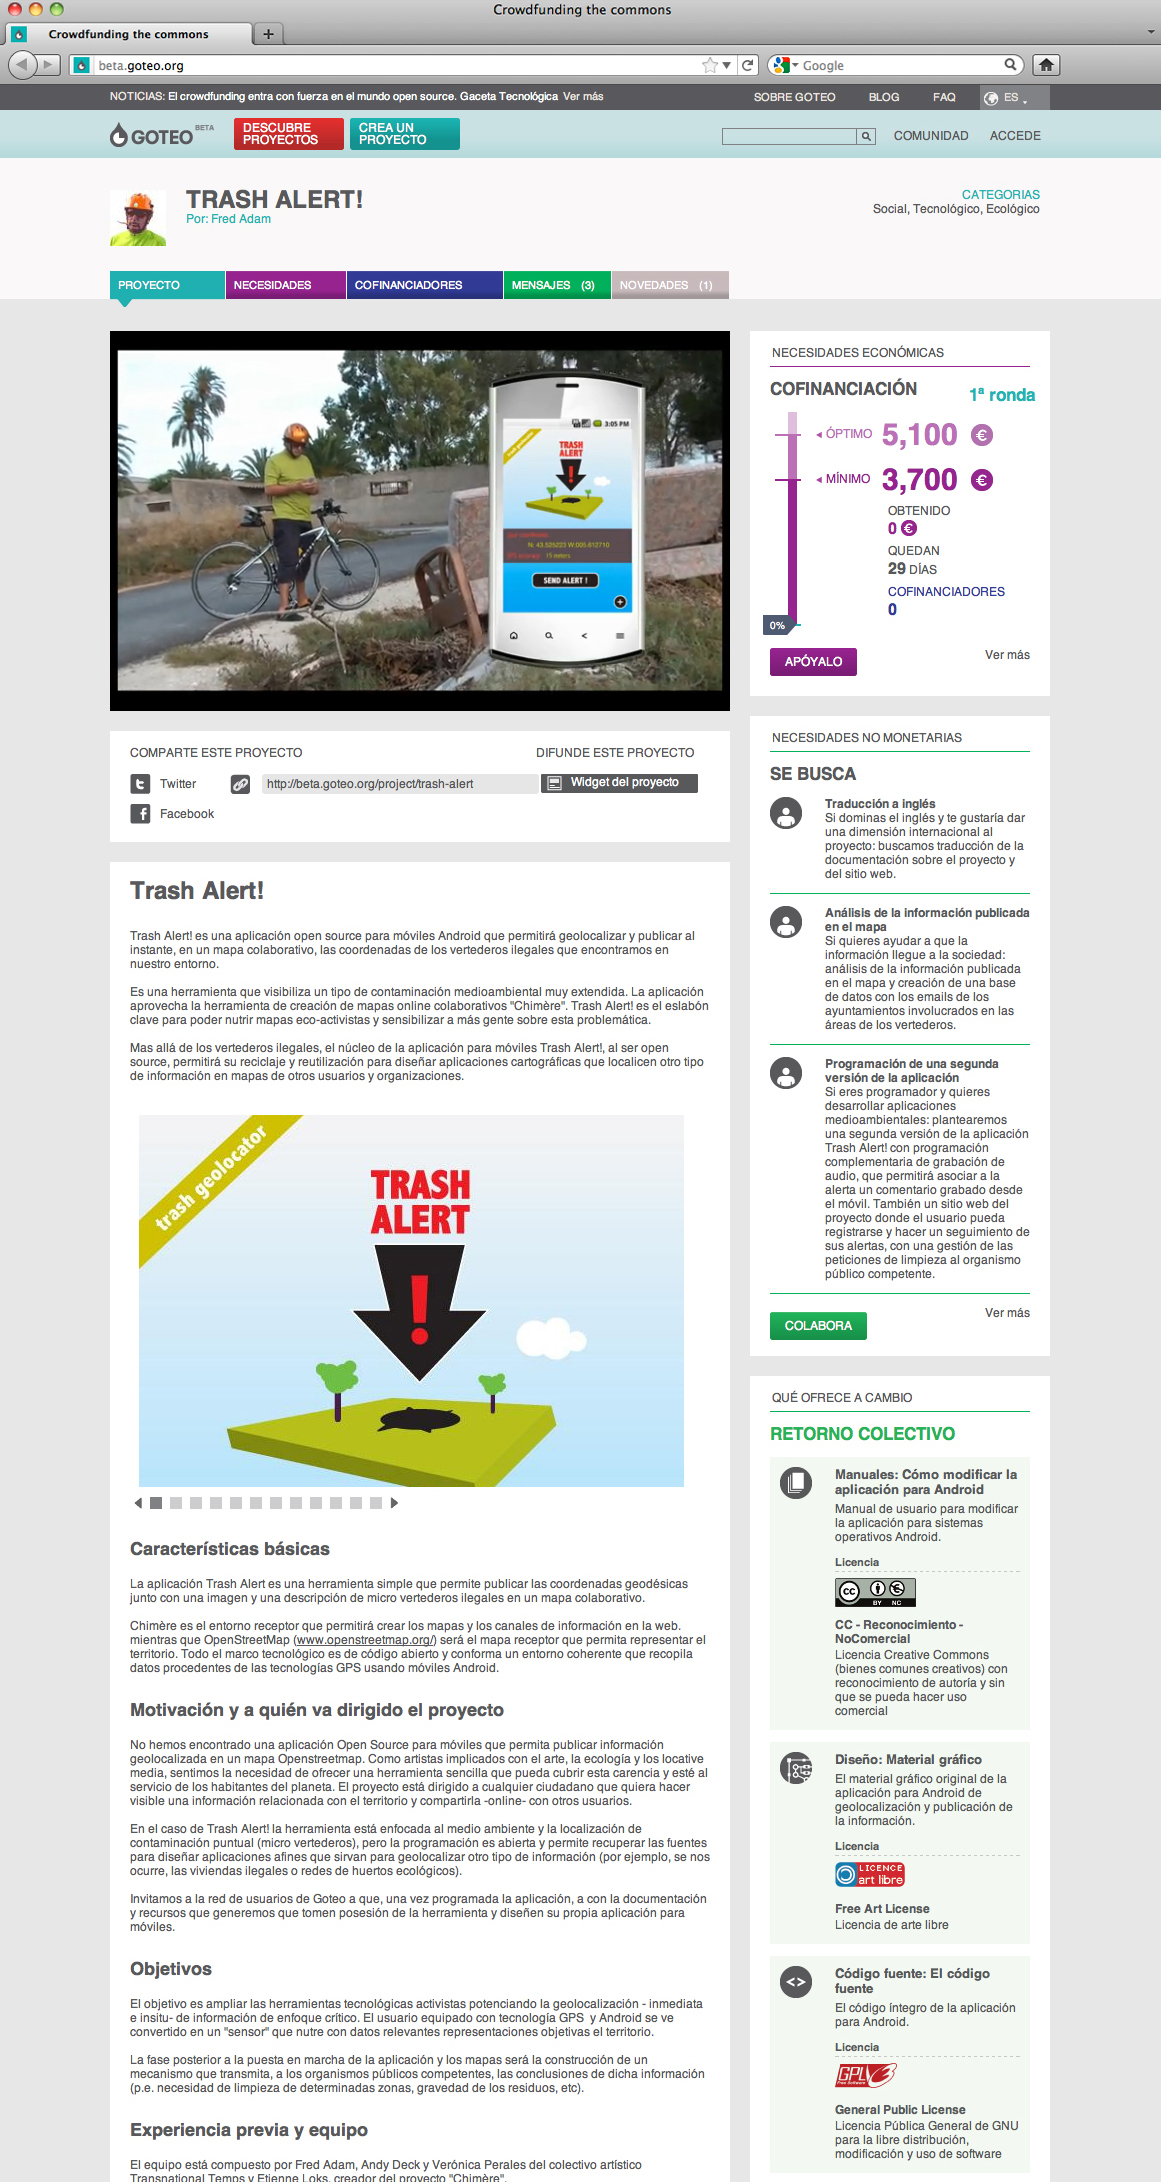 Crowdfunding the commons
Crowdfunding the commons
beta.goteo.org
Google
NOTICIAS: El crowdfunding entra con fuerza en el mundo open source. Gaceta Tecnológica Ver más
SOBRE GOTEO
BLOG
FAQ
ES
GOTEO BETA
DESCUBRE
PROYECTOS
CREA UN
PROYECTO
COMUNIDAD
ACCEDE
TRASH ALERT!
Por: Fred Adam
CATEGORIAS
Social, Tecnológico, Ecológico
PROYECTO
NECESIDADES
COFINANCIADORES
MENSAJES (3)
NOVEDADES (1)
3:05 PM
TRASH
ALERT
N: 43.525223 W:005.612710
15 meters
SEND ALERT !
COMPARTE ESTE PROYECTO
DIFUNDE ESTE PROYECTO
Twitter
http://beta.goteo.org/project/trash-alert
Widget del proyecto
Facebook
Trash Alert!
Trash Alert! es una aplicación open source para móviles Android que permitirá geolocalizar y publicar al
instante, en un mapa colaborativo, las coordenadas de los vertederos ilegales que encontramos en
nuestro entorno.
Es una herramienta que visibiliza un tipo de contaminación medioambiental muy extendida. La aplicación
aprovecha la herramienta de creación de mapas online colaborativos "Chimère". Trash Alert! es el eslabón
clave para poder nutrir mapas eco-activistas y sensibilizar a más gente sobre esta problemática.
Mas allá de los vertederos ilegales, el núcleo de la aplicación para móviles Trash Alert!, al ser open
source, permitirá su reciclaje y reutilización para diseñar aplicaciones cartográficas que localicen otro tipo
de información en mapas de otros usuarios y organizaciones.
trash geolocator
TRASH
ALERT
!
Características básicas
La aplicación Trash Alert es una herramienta simple que permite publicar las coordenadas geodésicas
junto con una imagen y una descripción de micro vertederos ilegales en un mapa colaborativo.
Chimère es el entorno receptor que permitirá crear los mapas y los canales de información en la web.
mientras que OpenStreetMap (www.openstreetmap.org/) será el mapa receptor que permita representar el
territorio. Todo el marco tecnológico es de código abierto y conforma un entorno coherente que recopila
datos procedentes de las tecnologías GPS usando móviles Android.
Motivación y a quién va dirigido el proyecto
No hemos encontrado una aplicación Open Source para móviles que permita publicar información
geolocalizada en un mapa Openstreetmap. Como artistas implicados con el arte, la ecología y los locative
media, sentimos la necesidad de ofrecer una herramienta sencilla que pueda cubrir esta carencia y esté al
servicio de los habitantes del planeta. El proyecto está dirigido a cualquier ciudadano que quiera hacer
visible una información relacionada con el territorio y compartirla -online- con otros usuarios.
En el caso de Trash Alert! la herramienta está enfocada al medio ambiente y la localización de
contaminación puntual (micro vertederos), pero la programación es abierta y permite recuperar las fuentes
para diseñar aplicaciones afines que sirvan para geolocalizar otro tipo de información (por ejemplo, se nos
ocurre, las viviendas ilegales o redes de huertos ecológicos).
Invitamos a la red de usuarios de Goteo a que, una vez programada la aplicación, a con la documentación
y recursos que generemos que tomen posesión de la herramienta y diseñen su propia aplicación para
móviles.
Objetivos
El objetivo es ampliar las herramientas tecnológicas activistas potenciando la geolocalización - inmediata
e insitu- de información de enfoque crítico. El usuario equipado con tecnología GPS y Android se ve
convertido en un "sensor" que nutre con datos relevantes representaciones objetivas el territorio.
La fase posterior a la puesta en marcha de la aplicación y los mapas será la construcción de un
mecanismo que transmita, a los organismos públicos competentes, las conclusiones de dicha información
(p.e. necesidad de limpieza de determinadas zonas, gravedad de los residuos, etc).
Experiencia previa y equipo
El equipo está compuesto por Fred Adam, Andy Deck y Verónica Perales del colectivo artístico
Transnational Temps y Etienne Loks, creador del proyecto "Chimère".
NECESIDADES ECONÓMICAS
COFINANCIACIÓN
1ª ronda
ÓPTIMO 5,100 €
MÍNIMO 3,700 €
OBTENIDO
0 €
QUEDAN
29 DÍAS
COFINANCIADORES
0
0%
APÓYALO
Ver más
NECESIDADES NO MONETARIAS
SE BUSCA
Traducción a inglés
Si dominas el inglés y te gustaría dar
una dimensión internacional al
proyecto: buscamos traducción de la
documentación sobre el proyecto y
del sitio web.
Análisis de la información publicada
en el mapa
Si quieres ayudar a que la
información llegue a la sociedad:
análisis de la información publicada
en el mapa y creación de una base
de datos con los emails de los
ayuntamientos involucrados en las
áreas de los vertederos.
Programación de una segunda
versión de la aplicación
Si eres programador y quieres
desarrollar aplicaciones
medioambientales: plantearemos
una segunda versión de la aplicación
Trash Alert! con programación
complementaria de grabación de
audio, que permitirá asociar a la
alerta un comentario grabado desde
el móvil. También un sitio web del
proyecto donde el usuario pueda
registrarse y hacer un seguimiento de
sus alertas, con una gestión de las
peticiones de limpieza al organismo
público competente.
COLABORA
Ver más
QUÉ OFRECE A CAMBIO
RETORNO COLECTIVO
Manuales: Cómo modificar la
aplicación para Android
Manual de usuario para modificar
la aplicación para sistemas
operativos Android.
Licencia
cc BY NC
CC - Reconocimiento -
NoComercial
Licencia Creative Commons
(bienes comunes creativos) con
reconocimiento de autoría y sin
que se pueda hacer uso
comercial
Diseño: Material gráfico
El material gráfico original de la
aplicación para Android de
geolocalización y publicación de
la información.
Licencia
LICENCE
art libre
Free Art License
Licencia de arte libre
Código fuente: El código
fuente
El código íntegro de la aplicación
para Android.
Licencia
GPL3
Free Software
General Public License
Licencia Pública General de GNU
para la libre distribución,
modificación y uso de software